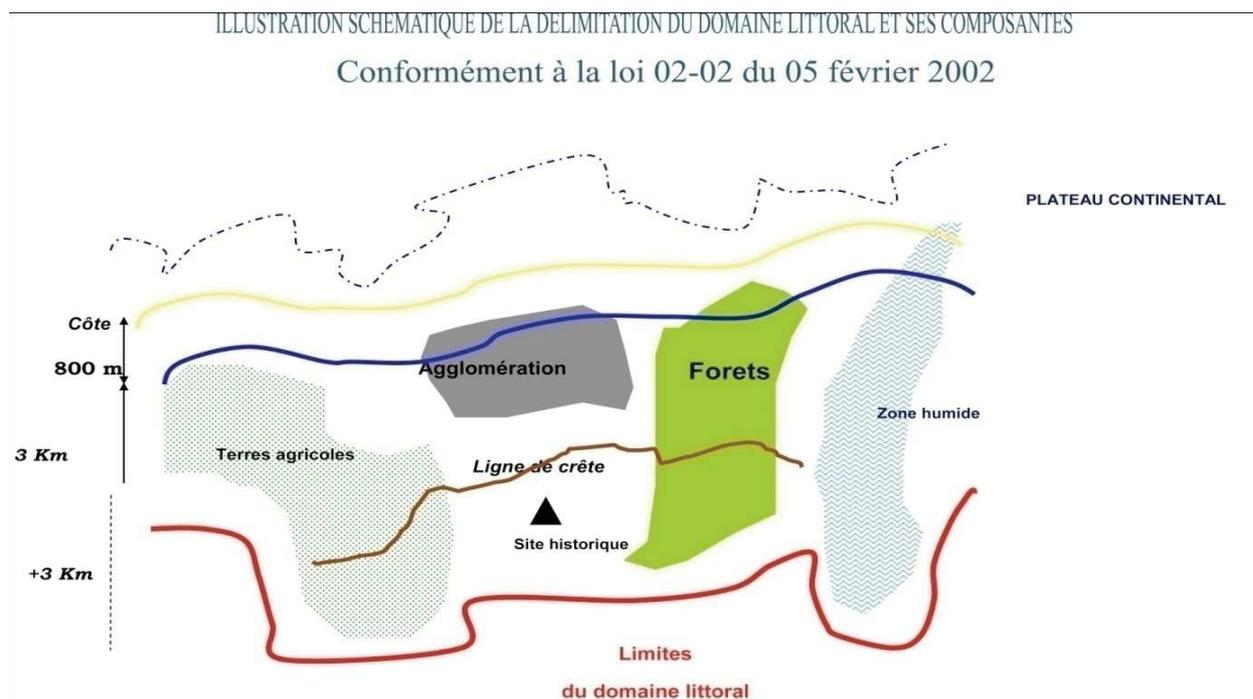 ILLUSTRATION SCHEMATIQUE DE LA DELIMITATION DU DOMAINE LITTORAL ET SES COMPOSANTES
Conformément à la loi 02-02 du 05 février 2002
PLATEAU CONTINENTAL
Côte
800 m
Agglomération
Forets
Zone humide
3 Km
Terres agricoles
Ligne de crête
Site historique
+3 Km
Limites
du domaine littoral